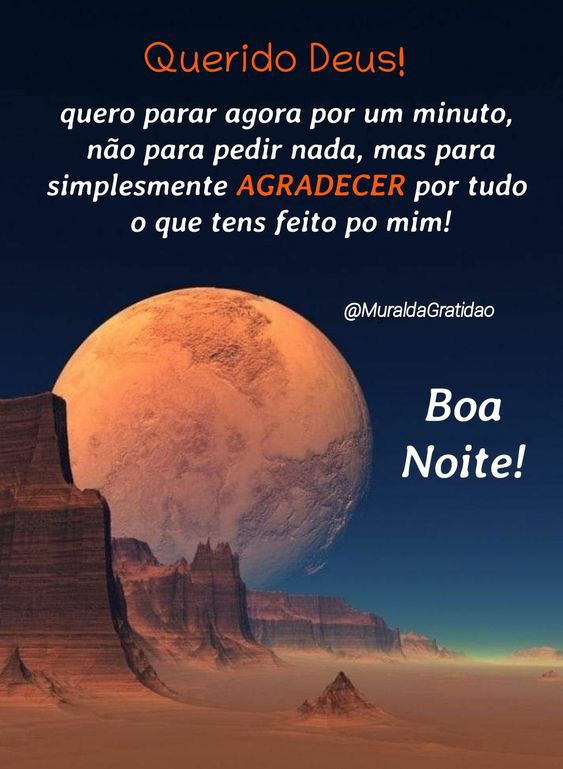 Querido Deus!
quero parar agora por um minuto,
não para pedir nada, mas para
simplesmente AGRADECER por tudo
o que tens feito po mim!
@MuraldaGratidao
Boa
Noite!